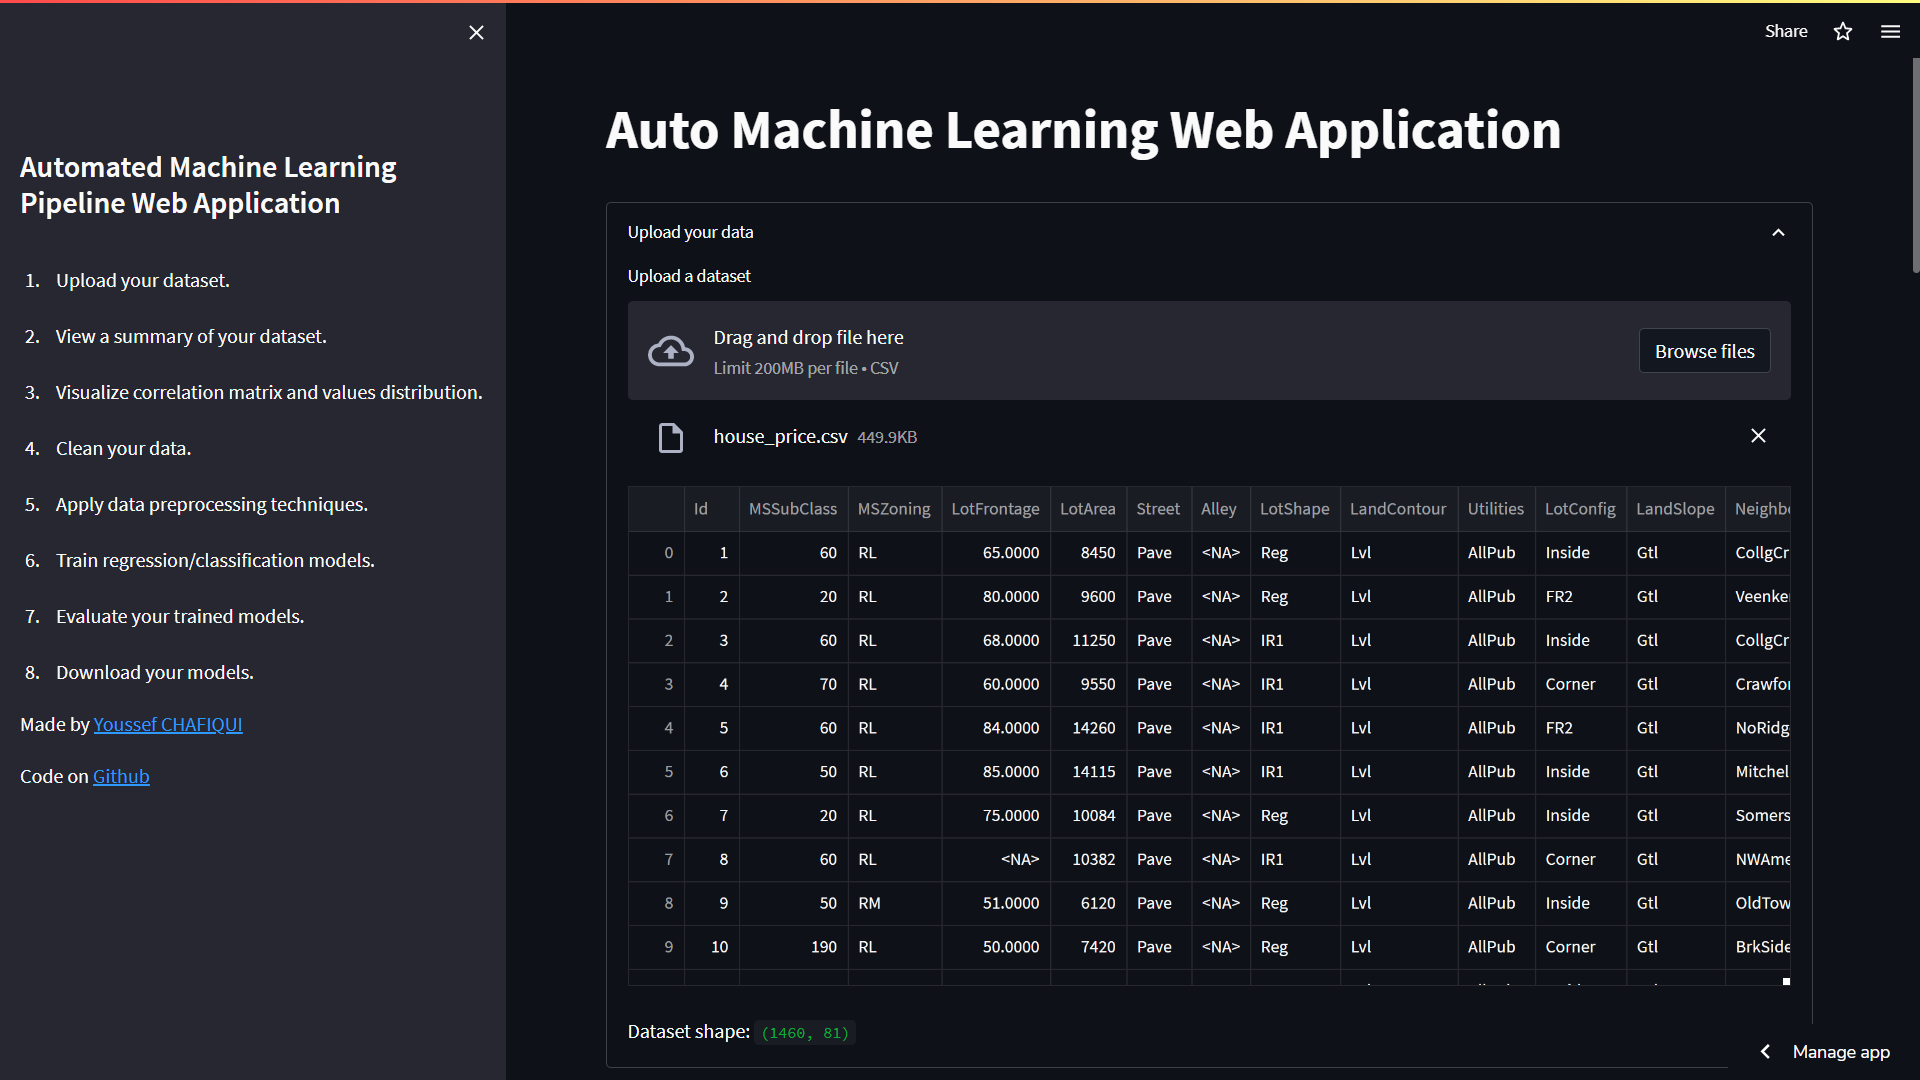 Share
Automated Machine Learning
Pipeline Web Application
1. Upload your dataset.
2. View a summary of your dataset.
3. Visualize correlation matrix and values distribution.
4. Clean your data.
5. Apply data preprocessing techniques.
6. Train regression/classification models.
7. Evaluate your trained models.
8. Download your models.
Made by Youssef CHAFIQUI
Code on Github
Auto Machine Learning Web Application
Upload your data
Upload a dataset
Drag and drop file here
Limit 200MB per file • CSV
Browse files
house_price.csv 449.9KB
Id MSSubClass MSZoning LotFrontage LotArea Street Alley LotShape LandContour Utilities LotConfig LandSlope Neighb
0 1 60 RL 65.0000 8450 Pave <NA> Reg Lvl AllPub Inside Gtl CollgCr
1 2 20 RL 80.0000 9600 Pave <NA> Reg Lvl AllPub FR2 Gtl Veenke
2 3 60 RL 68.0000 11250 Pave <NA> IR1 Lvl AllPub Inside Gtl CollgCr
3 4 70 RL 60.0000 9550 Pave <NA> IR1 Lvl AllPub Corner Gtl Crawfo
4 5 60 RL 84.0000 14260 Pave <NA> IR1 Lvl AllPub FR2 Gtl NoRidg
5 6 50 RL 85.0000 14115 Pave <NA> IR1 Lvl AllPub Inside Gtl Mitchel
6 7 20 RL 75.0000 10084 Pave <NA> Reg Lvl AllPub Inside Gtl Somers
7 8 60 RL <NA> 10382 Pave <NA> IR1 Lvl AllPub Corner Gtl NWAme
8 9 50 RM 51.0000 6120 Pave <NA> Reg Lvl AllPub Inside Gtl OldTow
9 10 190 RL 50.0000 7420 Pave <NA> Reg Lvl AllPub Corner Gtl BrkSide
Dataset shape: (1460, 81)
Manage app